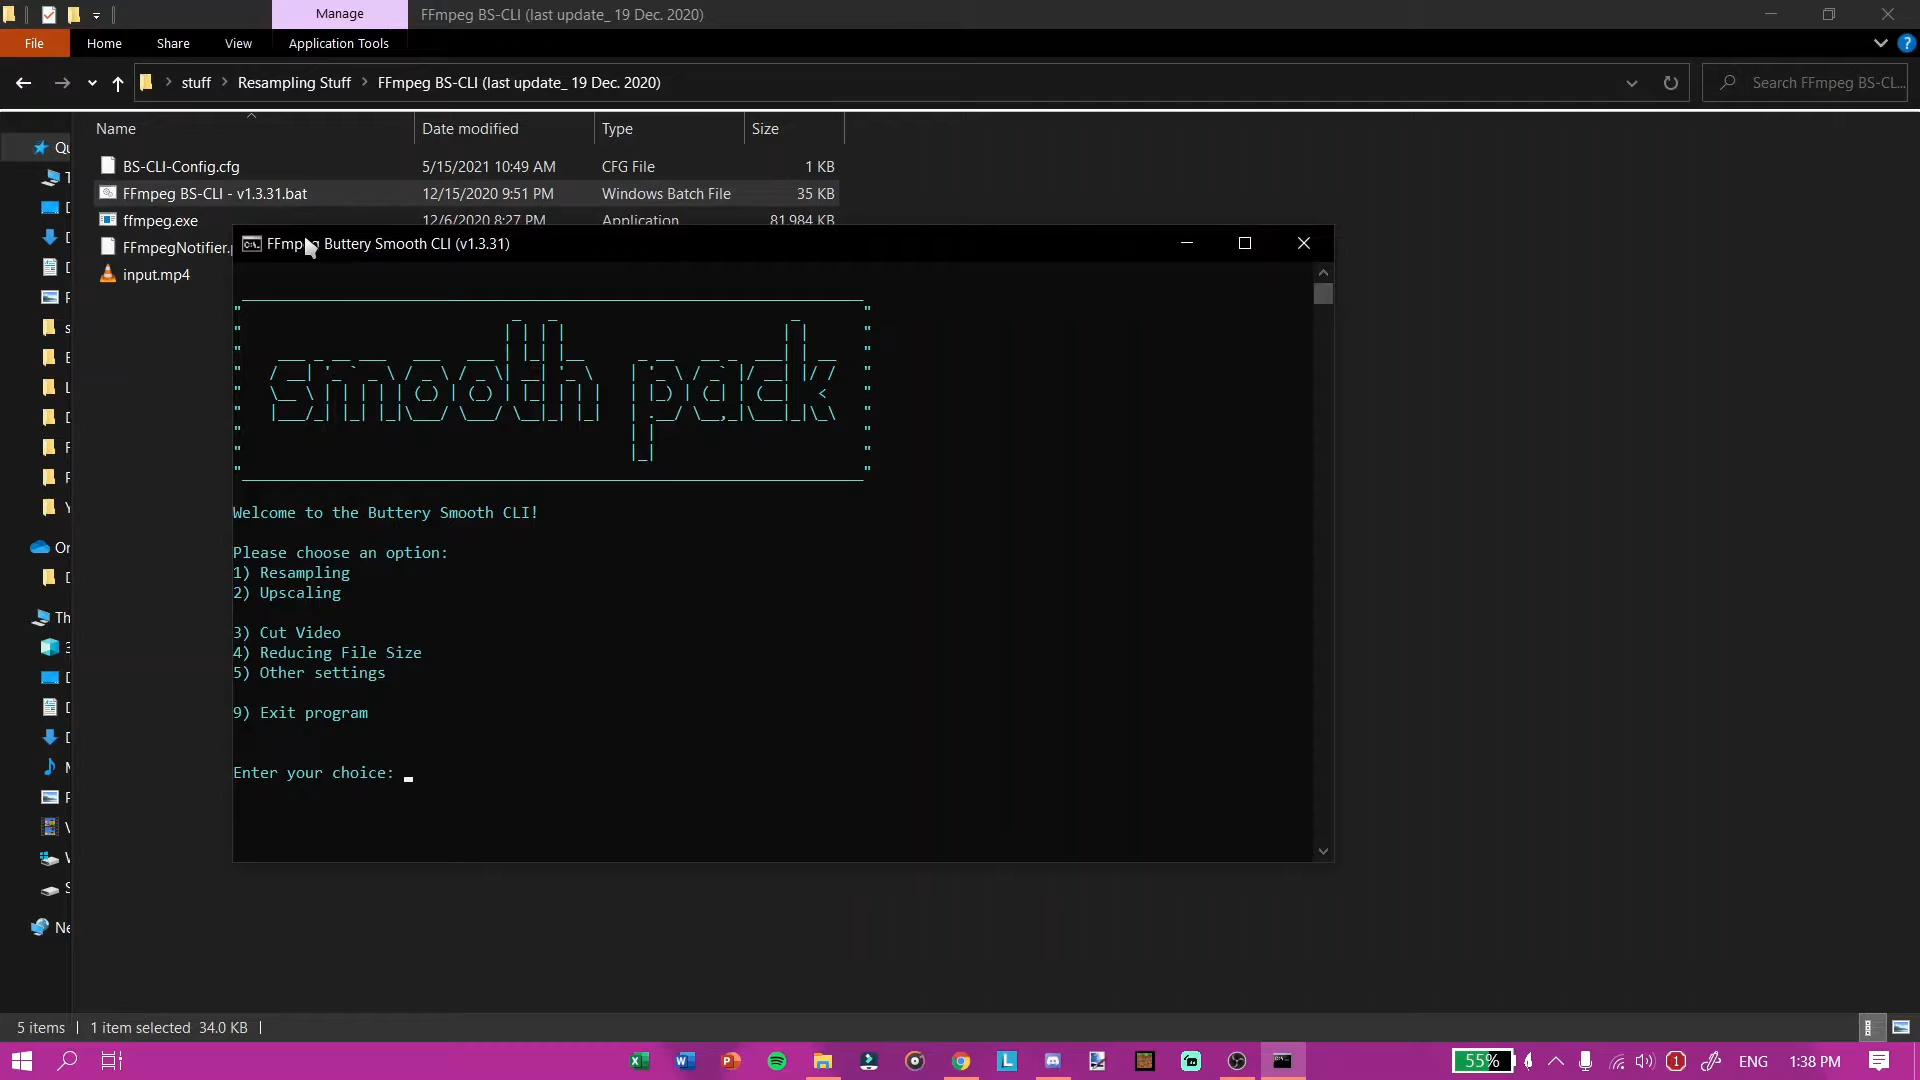 Manage
FFmpeg BS-CLI (last update_ 19 Dec. 2020)
File
Home
Share
View
Application Tools
stuff
Resampling Stuff
FFmpeg BS-CLI (last update_ 19 Dec. 2020)
Search FFmpeg BS-CL...
Name
Date modified
Type
Size
BS-CLI-Config.cfg
5/15/2021 10:49 AM
CFG File
1 KB
FFmpeg BS-CLI - v1.3.31.bat
12/15/2020 9:51 PM
Windows Batch File
35 KB
ffmpeg.exe
12/6/2020 8:27 PM
Application
81,984 KB
FFmpegNotifier.p
input.mp4
FFmpeg Buttery Smooth CLI (v1.3.31)
smooth pack
Welcome to the Buttery Smooth CLI!
Please choose an option:
1) Resampling
2) Upscaling
3) Cut Video
4) Reducing File Size
5) Other settings
9) Exit program
Enter your choice:
5 items
1 item selected 34.0 KB
55%
ENG
1:38 PM